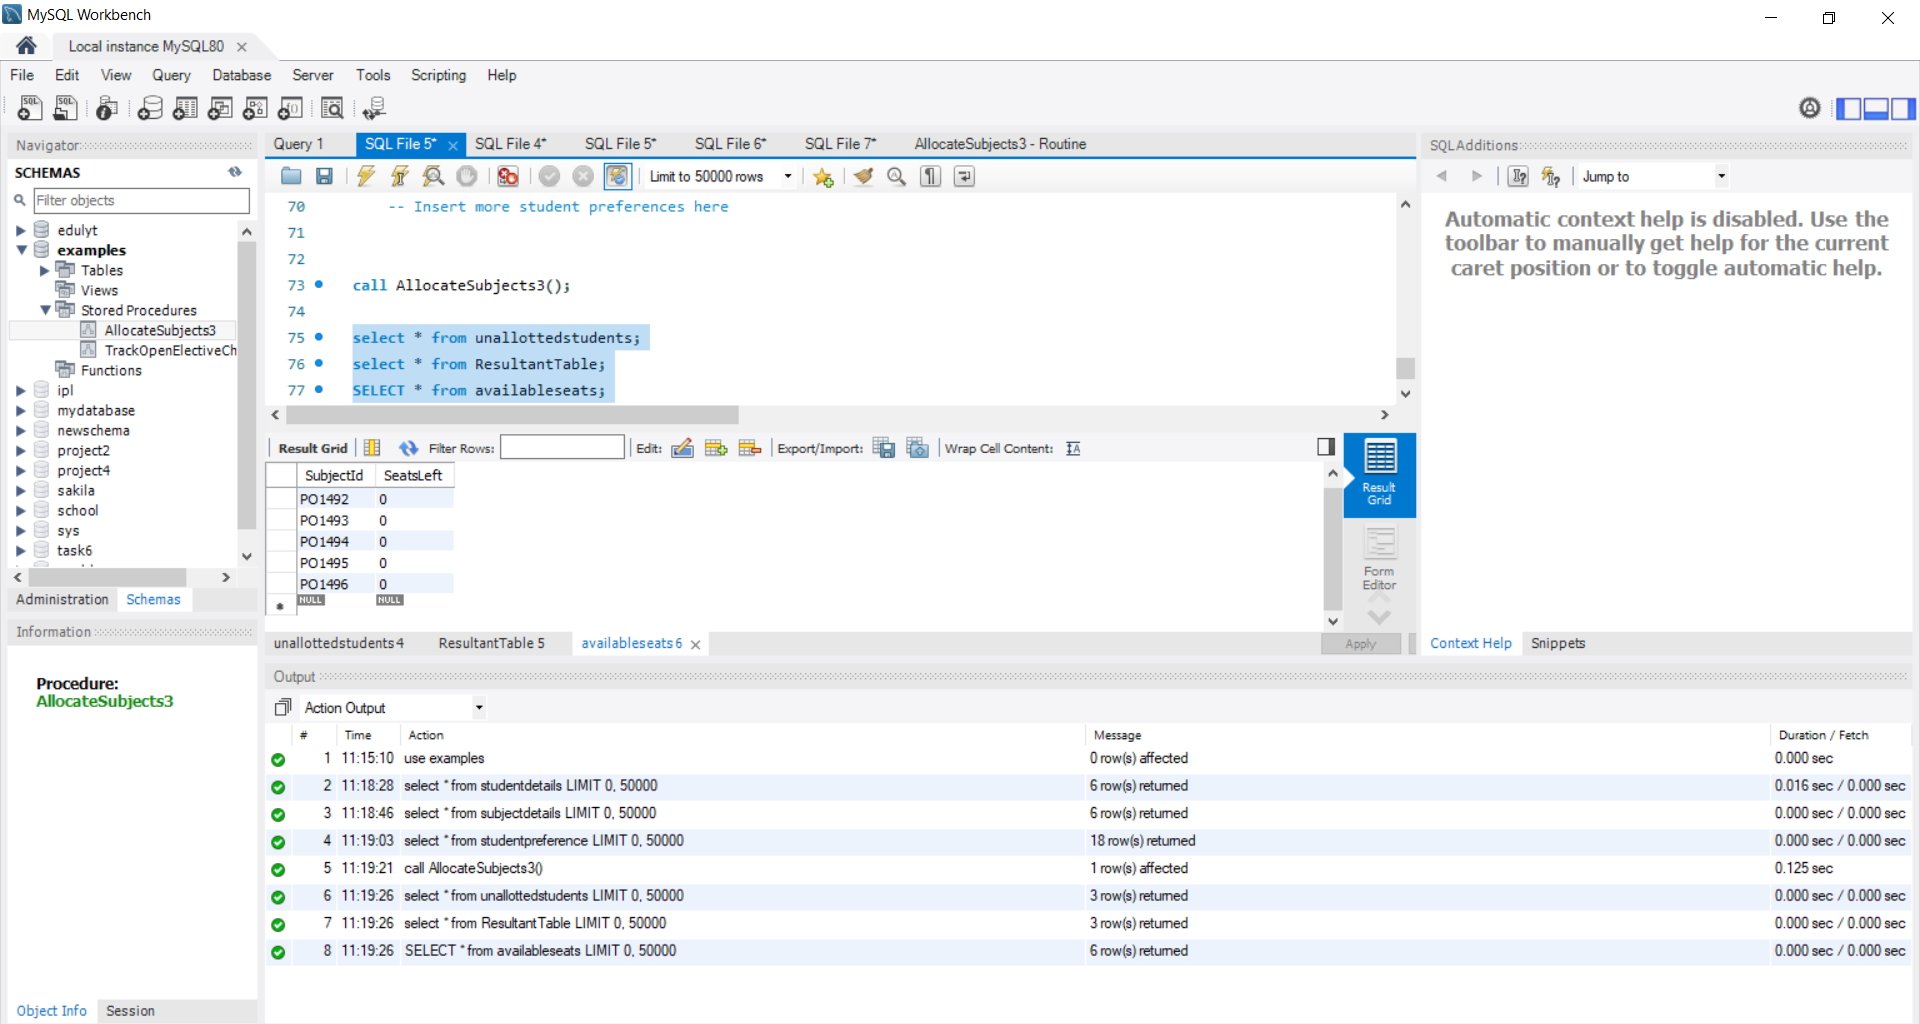 MySQL Workbench
Local instance MySQL80
File Edit View Query Database Server Tools Scripting Help
Navigator
SCHEMAS
Filter objects
edulyt
examples
Tables
Views
Stored Procedures
AllocateSubjects3
TrackOpenElectiveCh
Functions
ipl
mydatabase
newschema
project2
project4
sakila
school
sys
task6
Administration Schemas
Information
Procedure:
AllocateSubjects3
Object Info Session
Query 1 SQL File 5* SQL File 4* SQL File 5* SQL File 6* SQL File 7* AllocateSubjects3 - Routine
Limit to 50000 rows
70 -- Insert more student preferences here
71
72
73 call AllocateSubjects3();
74
75 select * from unallottedstudents;
76 select * from ResultantTable;
77 SELECT * from availableseats;
Result Grid Filter Rows: Edit: Export/Import: Wrap Cell Content:
SubjectId SeatsLeft
PO1492 0
PO1493 0
PO1494 0
PO1495 0
PO1496 0
NULL NULL
Result
Grid
Form
Editor
unallottedstudents 4 ResultantTable 5 availableseats 6
Apply
SQLAdditions
Jump to
Automatic context help is disabled. Use the
toolbar to manually get help for the current
caret position or to toggle automatic help.
Context Help Snippets
Output
Action Output
# Time Action Message Duration / Fetch
1 11:15:10 use examples 0 row(s) affected 0.000 sec
2 11:18:28 select * from studentdetails LIMIT 0, 50000 6 row(s) returned 0.016 sec / 0.000 sec
3 11:18:46 select * from subjectdetails LIMIT 0, 50000 6 row(s) returned 0.000 sec / 0.000 sec
4 11:19:03 select * from studentpreference LIMIT 0, 50000 18 row(s) returned 0.000 sec / 0.000 sec
5 11:19:21 call AllocateSubjects3() 1 row(s) affected 0.125 sec
6 11:19:26 select * from unallottedstudents LIMIT 0, 50000 3 row(s) returned 0.000 sec / 0.000 sec
7 11:19:26 select * from ResultantTable LIMIT 0, 50000 3 row(s) returned 0.000 sec / 0.000 sec
8 11:19:26 SELECT * from availableseats LIMIT 0, 50000 6 row(s) returned 0.000 sec / 0.000 sec